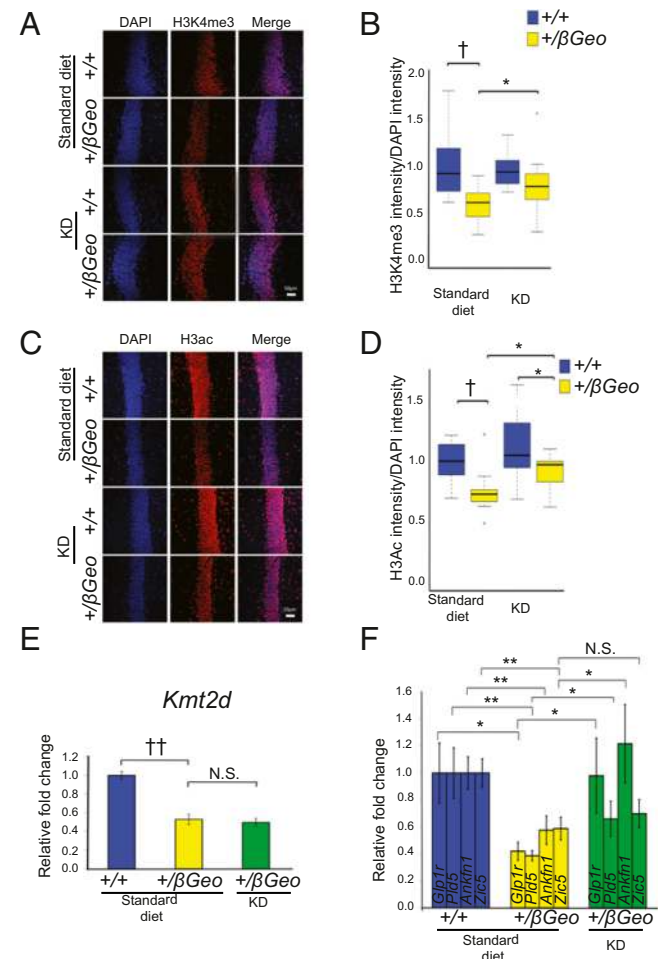 A
DAPI H3K4me3 Merge
Standard diet
+/+
+/βGeo
KD
+/+
+/βGeo
B
+/+
+/βGeo
†
*
H3K4me3 intensity/DAPI intensity
2.0
1.5
1.0
0.5
0.0
Standard
diet
KD
C
DAPI H3ac Merge
Standard diet
+/+
+/βGeo
KD
+/+
+/βGeo
D
+/+
+/βGeo
*
*
†
H3Ac intensity/DAPI intensity
1.5
1.0
0.5
0.0
Standard
diet
KD
E
Kmt2d
Relative fold change
1.2
1.0
0.8
0.6
0.4
0.2
0.0
††
N.S.
+/+ +/βGeo +/βGeo
Standard
diet
KD
F
N.S.
** *
**
** *
* *
Relative fold change
1.6
1.4
1.2
1.0
0.8
0.6
0.4
0.2
0.0
Glp1r Pld5 Ankfn1 Zic5
Glp1r Pld5 Ankfn1 Zic5
Glp1r Pld5 Ankfn1 Zic5
+/+ +/βGeo +/βGeo
Standard
diet
KD